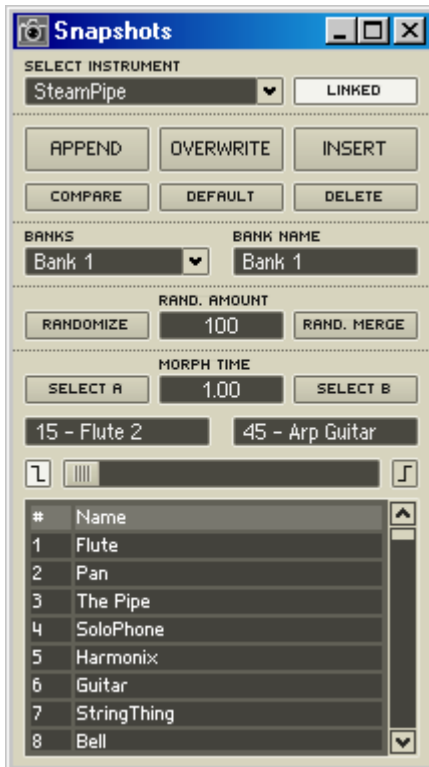 Snapshots
SELECT INSTRUMENT
SteamPipe LINKED
APPEND OVERWRITE INSERT
COMPARE DEFAULT DELETE
BANKS BANK NAME
Bank 1 Bank 1
RAND. AMOUNT
RANDOMIZE 100 RAND. MERGE
MORPH TIME
SELECT A 1.00 SELECT B
15 - Flute 2 45 - Arp Guitar
# Name
1 Flute
2 Pan
3 The Pipe
4 SoloPhone
5 Harmonix
6 Guitar
7 StringThing
8 Bell